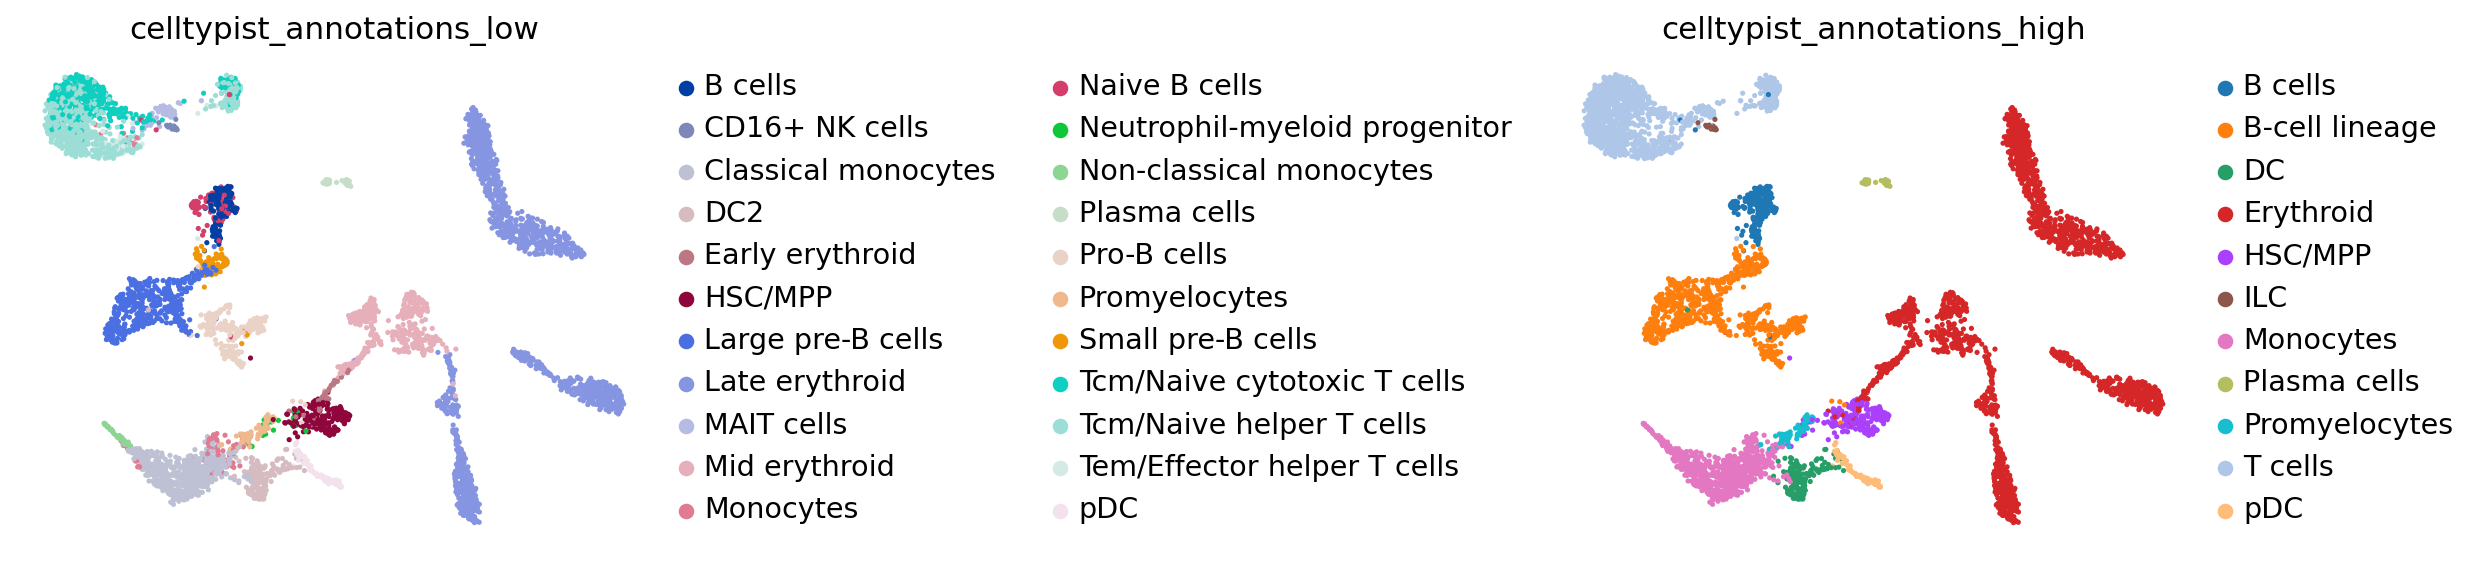 celltypist_annotations_low
B cells
CD16+ NK cells
Classical monocytes
DC2
Early erythroid
HSC/MPP
Large pre-B cells
Late erythroid
MAIT cells
Mid erythroid
Monocytes
Naive B cells
Neutrophil-myeloid progenitor
Non-classical monocytes
Plasma cells
Pro-B cells
Promyelocytes
Small pre-B cells
Tcm/Naive cytotoxic T cells
Tcm/Naive helper T cells
Tem/Effector helper T cells
pDC
celltypist_annotations_high
B cells
B-cell lineage
DC
Erythroid
HSC/MPP
ILC
Monocytes
Plasma cells
Promyelocytes
T cells
pDC